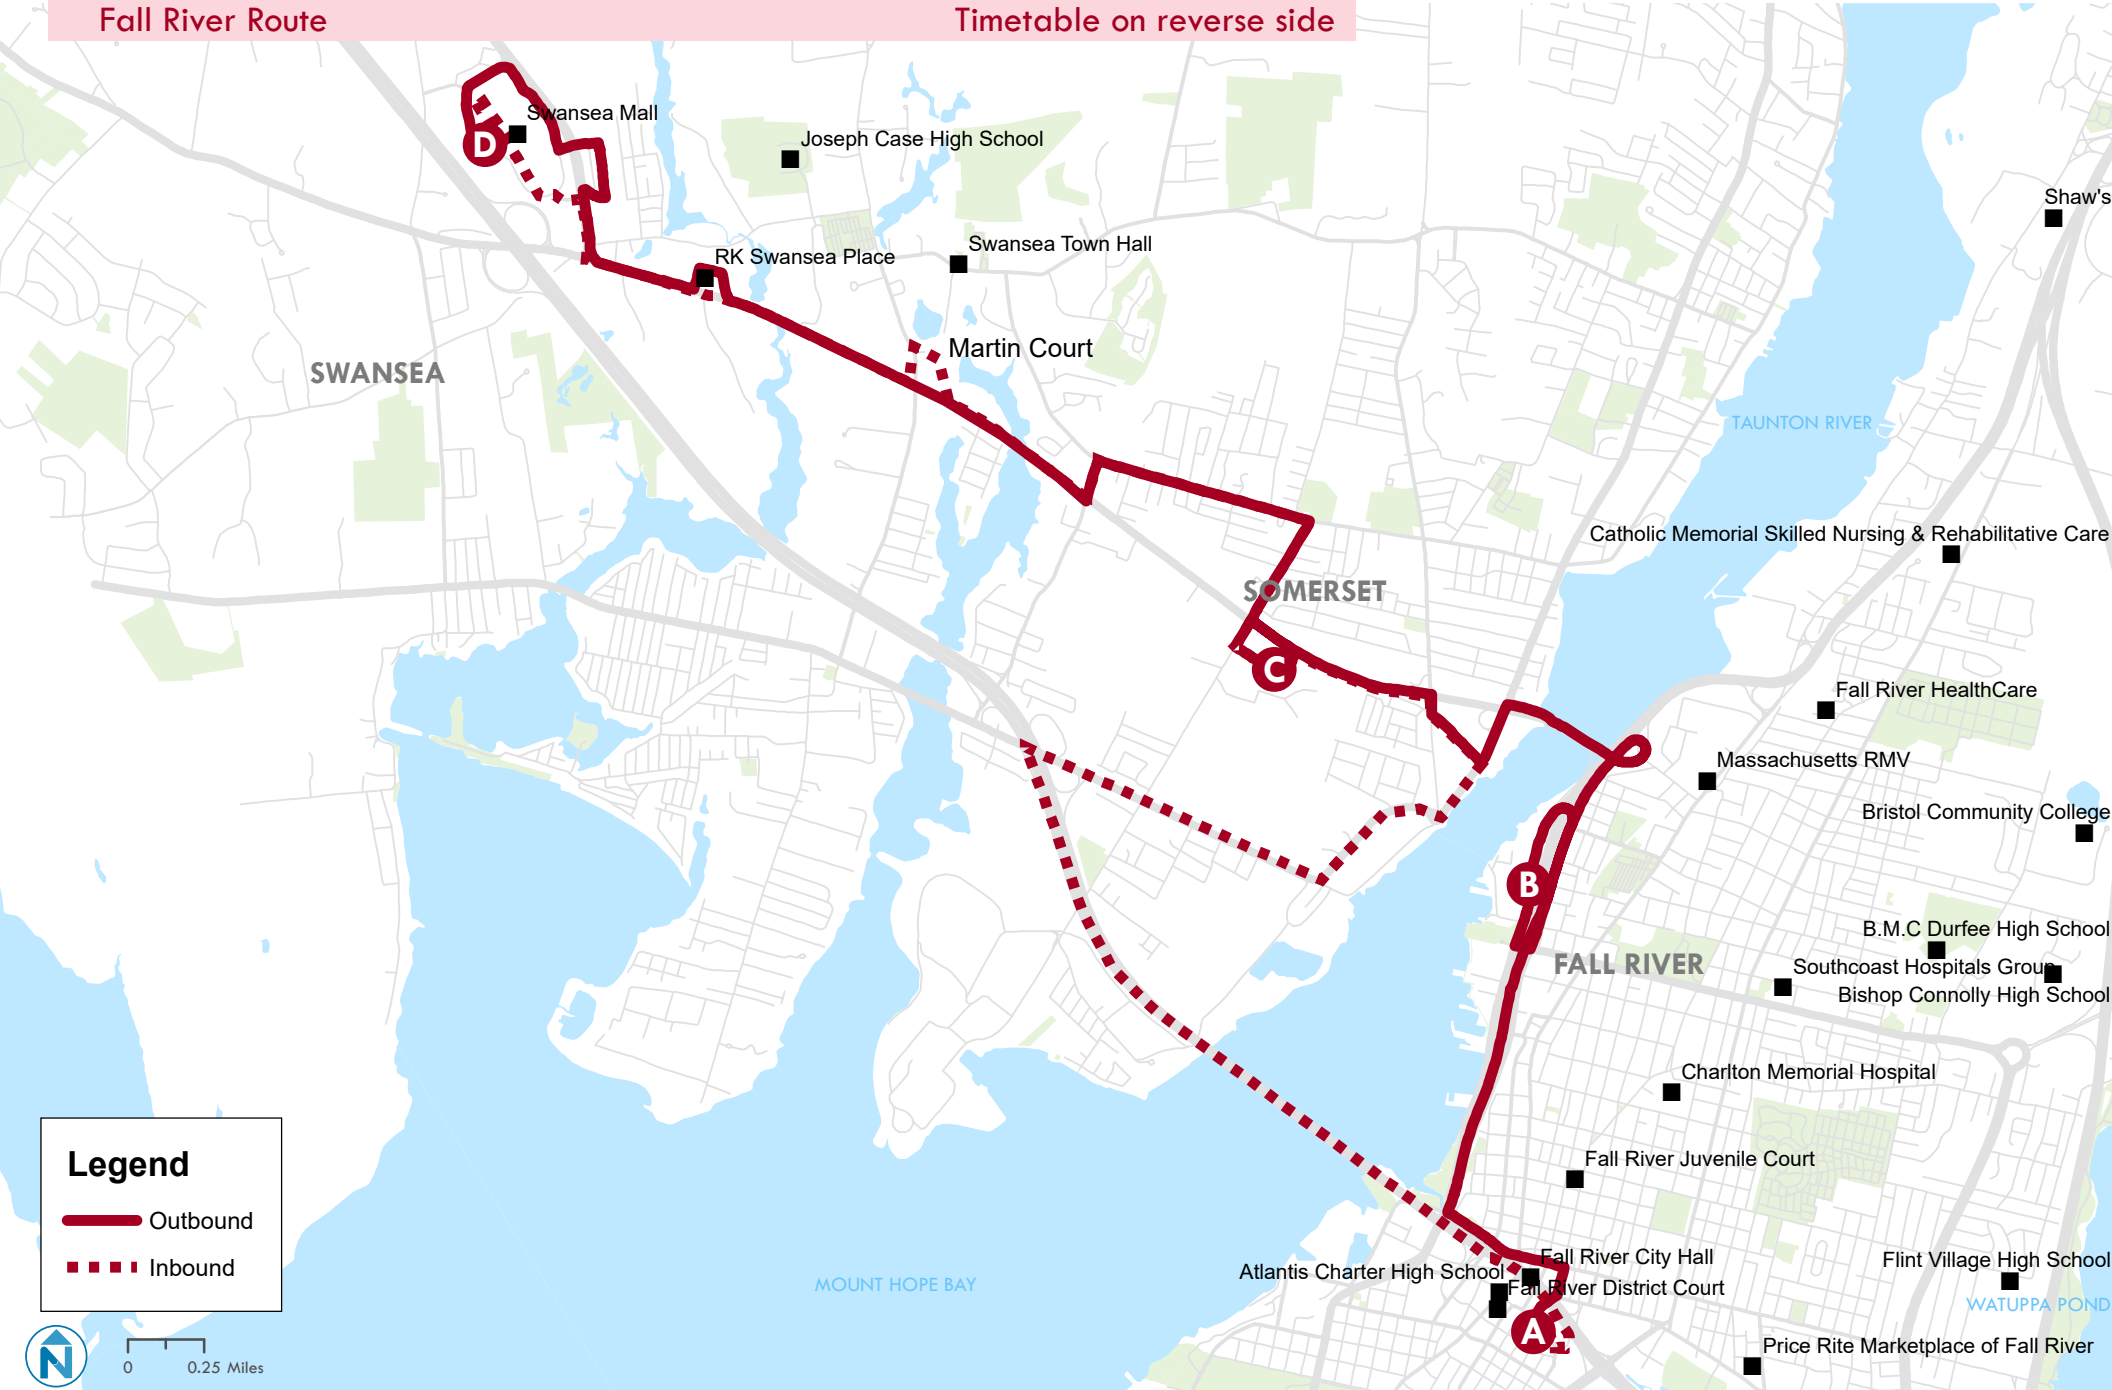 Fall River Route
Timetable on reverse side
Swansea Mall
D
Joseph Case High School
Shaw's
Swansea Town Hall
RK Swansea Place
Martin Court
SWANSEA
TAUNTON RIVER
Catholic Memorial Skilled Nursing & Rehabilitative Care
SOMERSET
C
Fall River HealthCare
Massachusetts RMV
Bristol Community College
B
B.M.C Durfee High School
FALL RIVER
Southcoast Hospitals Group
Bishop Connolly High School
Charlton Memorial Hospital
Fall River Juvenile Court
Legend
Outbound
Inbound
Fall River City Hall
Flint Village High School
Atlantis Charter High School
Fall River District Court
MOUNT HOPE BAY
WATUPPA POND
A
Price Rite Marketplace of Fall River
N
0 0.25 Miles